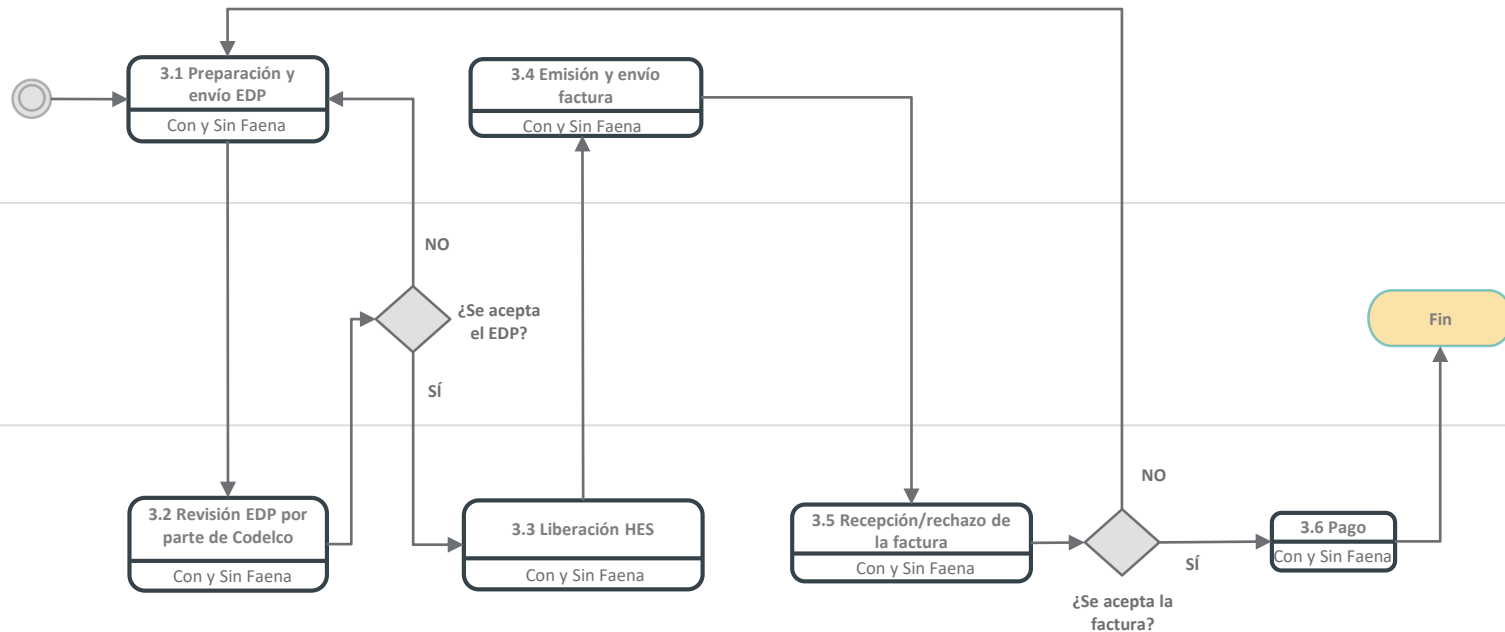 3.1 Preparación y
envío EDP
Con y Sin Faena
3.4 Emisión y envío
factura
Con y Sin Faena
NO
¿Se acepta
el EDP?
SÍ
Fin
3.2 Revisión EDP por
parte de Codelco
Con y Sin Faena
3.3 Liberación HES
Con y Sin Faena
3.5 Recepción/rechazo de
la factura
Con y Sin Faena
NO
SÍ
¿Se acepta la
factura?
3.6 Pago
Con y Sin Faena